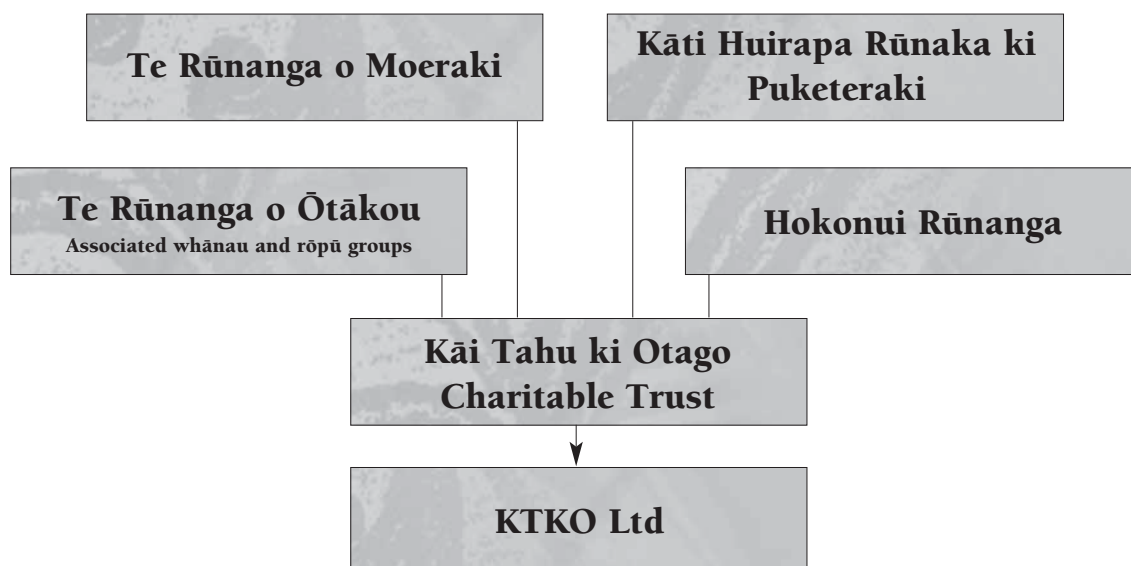 Te Rūnanga o Moeraki
Kāti Huirapa Rūnaka ki
Puketeraki
Te Rūnanga o Ōtākou
Associated whānau and rōpū groups
Hokonui Rūnanga
Kāi Tahu ki Otago
Charitable Trust
KTKO Ltd